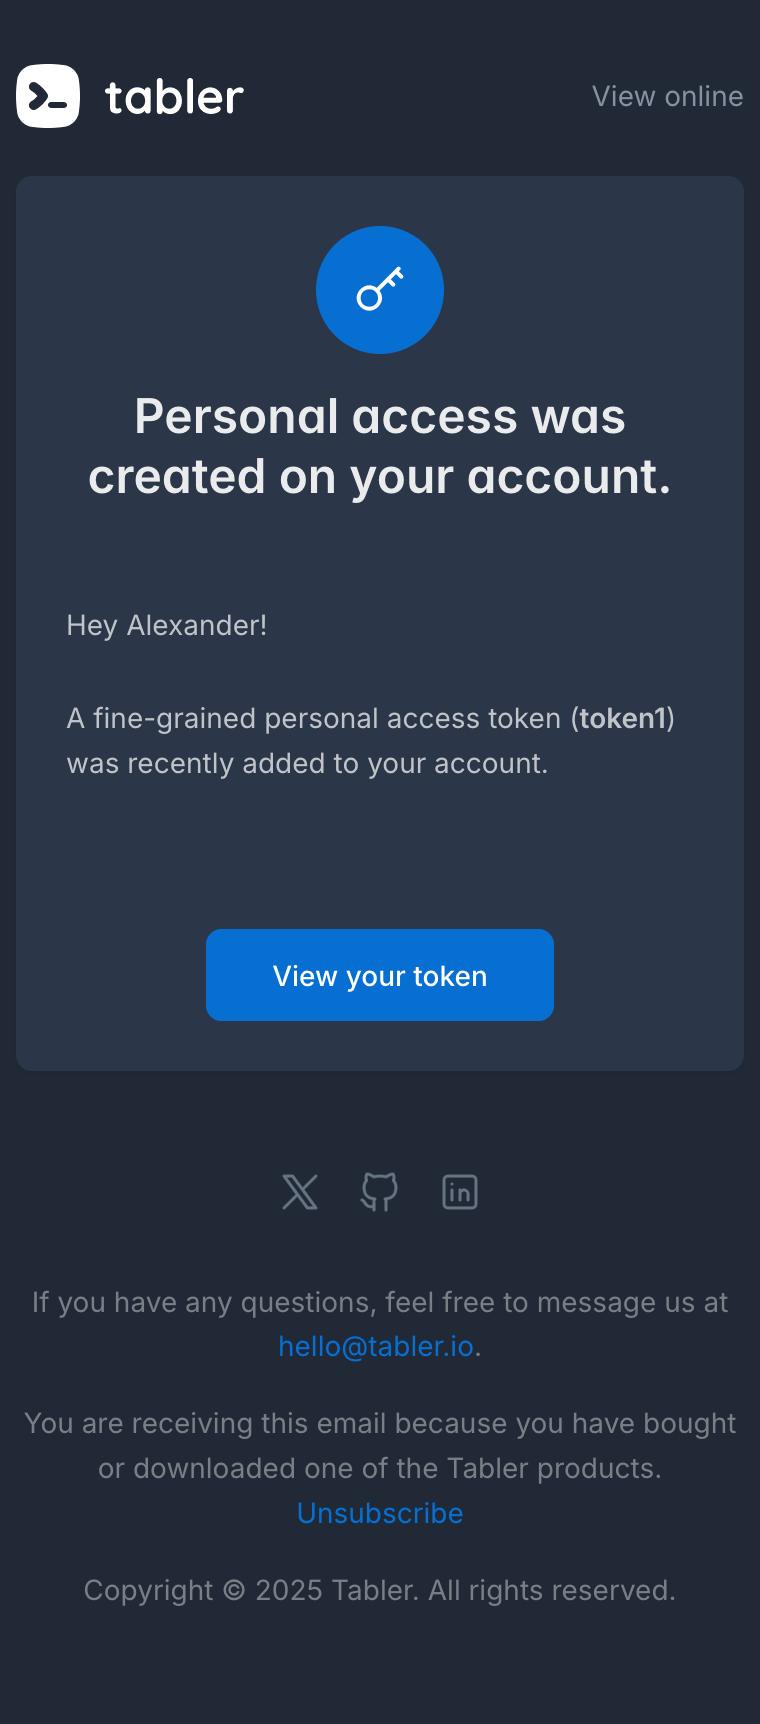 tabler
View online
Personal access was
created on your account.
Hey Alexander!
A fine-grained personal access token (token1)
was recently added to your account.
View your token
in
If you have any questions, feel free to message us at
hello@tabler.io.
You are receiving this email because you have bought
or downloaded one of the Tabler products.
Unsubscribe
Copyright © 2025 Tabler. All rights reserved.